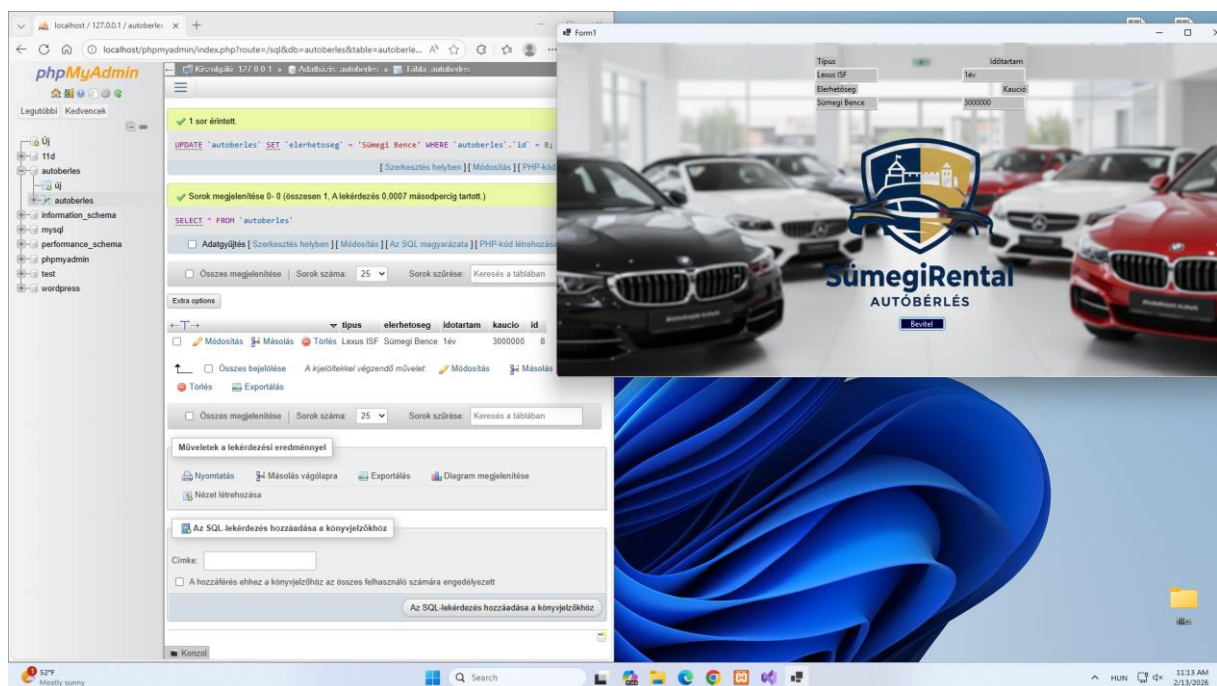 localhost / 127.0.0.1 / autoberles
localhost/phpmyadmin/index.php?route=/sql&db=autoberles&table=autoberle...
phpMyAdmin
Legutóbbi Kedvencek
Új
11d
autoberles
új
autoberles
information_schema
mysql
performance_schema
phpmyadmin
test
wordpress
Kiszolgáló: 127.0.0.1 » Adatbázis: autoberles » Tábla: autoberles
1 sor érintett.
UPDATE `autoberles` SET `elerhetoseg` = 'Sümegi Bence' WHERE `autoberles`.`id` = 8;
[ Szerkesztés helyben ] [ Módosítás ] [ PHP-kód
Sorok megjelenítése 0- 0 (összesen 1, A lekérdezés 0,0007 másodpercig tartott.)
SELECT * FROM `autoberles`
Adatgyűjtés [ Szerkesztés helyben ] [ Módosítás ] [ Az SQL magyarázata ] [ PHP-kód létrehozása
Összes megjelenítése Sorok száma: 25 Sorok szűrése: Keresés a táblában
Extra options
tipus elerhetoseg idotartam kaucio id
Módosítás Másolás Törlés Lexus ISF Sümegi Bence 1év 3000000 8
Összes bejelölése A kijelöltekkel végzendő művelet: Módosítás Másolás
Törlés Exportálás
Összes megjelenítése Sorok száma: 25 Sorok szűrése: Keresés a táblában
Műveletek a lekérdezési eredménnyel
Nyomtatás Másolás vágólapra Exportálás Diagram megjelenítése
Nézet létrehozása
Az SQL-lekérdezés hozzáadása a könyvjelzőkhöz
Címke:
A hozzáférés ehhez a könyvjelzőhöz az összes felhasználó számára engedélyezett
Az SQL-lekérdezés hozzáadása a könyvjelzőkhöz
Konzol
Form1
Típus Időtartam
Lexus ISF 1év
Elerhetőseg Kaució
Sümegi Bence 3000000
SümegiRental
AUTÓBÉRLÉS
Bevitel
52°F
Mostly sunny
Search
HUN
11:13 AM
2/13/2026